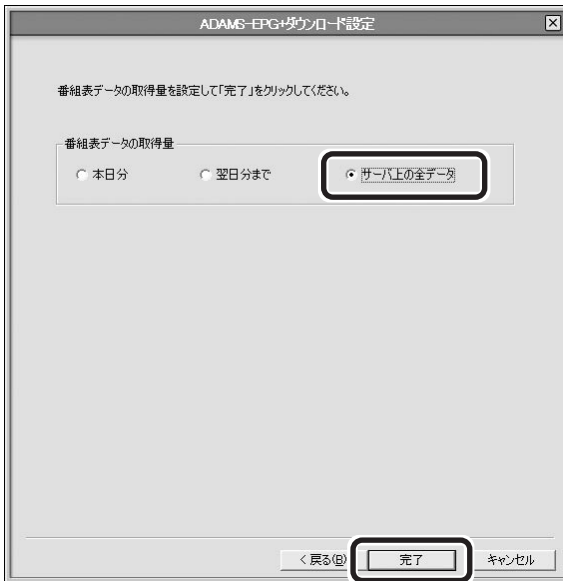 ADAMS-EPG+ダウンロード設定
番組表データの取得量を設定して「完了」をクリックしてください。
番組表データの取得量
本日分 翌日分まで サーバ上の全データ
< 戻る(B) 完了 キャンセル